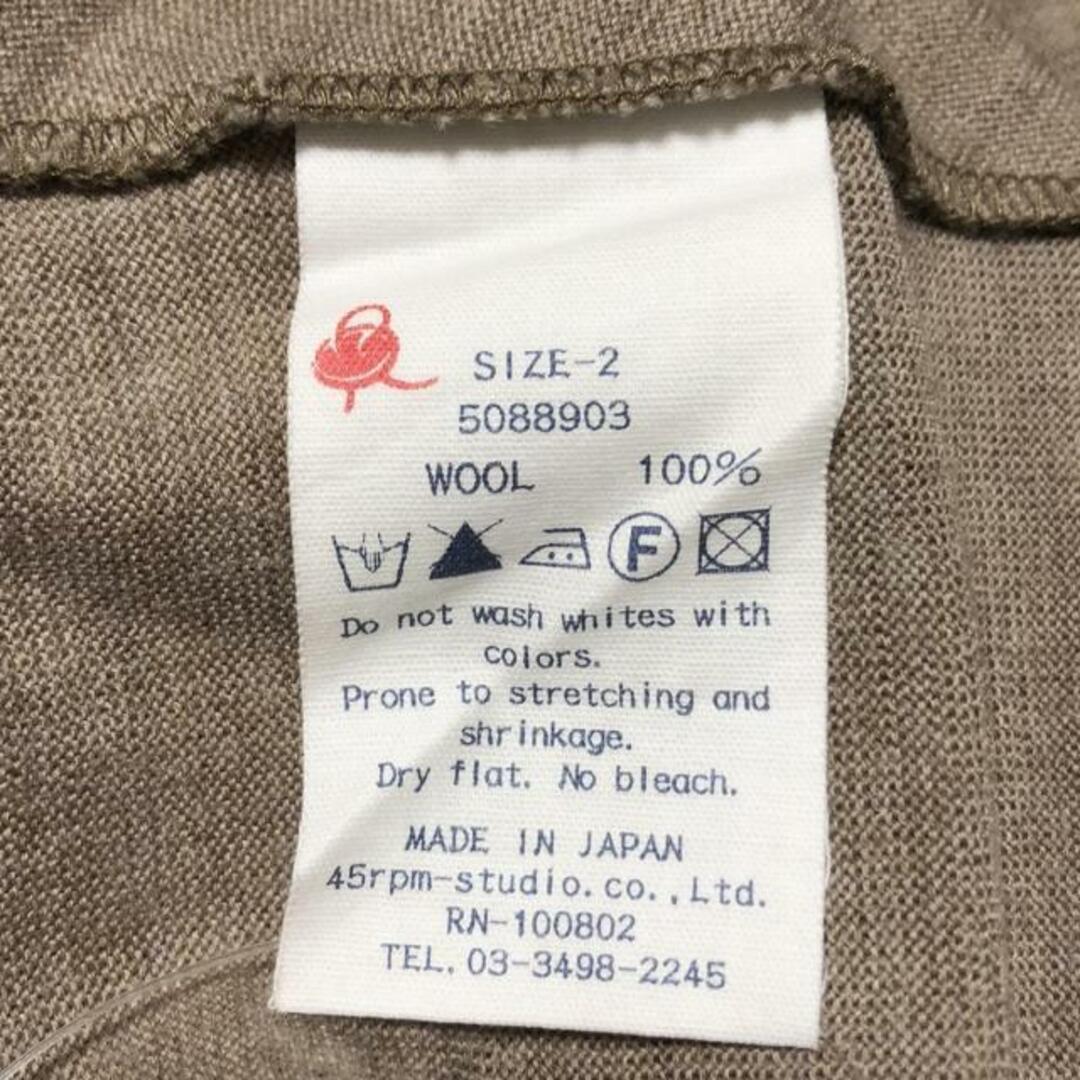 SIZE-2
5088903
WOOL 100%
F
Do not wash whites with
colors.
Prone to stretching and
shrinkage.
Dry flat. No bleach.
MADE IN JAPAN
45rpm-studio.co.,Ltd.
RN-100802
TEL.03-3498-2245